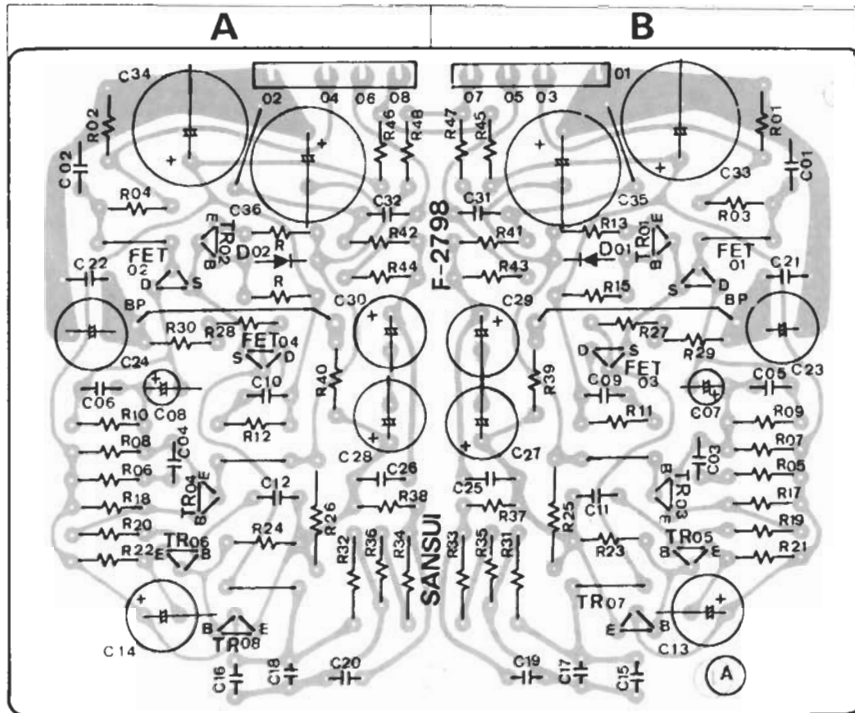 A B
C34
01
02 04 06 08 07 05 03
R02 R46 R48 R47 R45 R01
C02 C33 C01
R04 C36 C32 C31 C35 R03
E TR02 B R R42 R41 R13 E TR01 B
D02 D01
FET 02 FET 01
C22 D S R44 F-2798 R43 S D C21
R R15
BP C30 C29 BP
R30 R28 R27 R29
FET04 S D D S FET 03
C24 C23
C06 C08 C10 R40 R39 C09 C07 C05
R10 R12 R11 R09
R08 C04 C28 C27 C03 R07
R06 C26 C25 R05
E TR04 B C12 R38 B TR03 E
R18 R26 R37 R25 C11 R17
R20 TR06 R24 R23 TR05 R19
R22 E B R32 R36 R34 R33 R35 R31 B E R21
SANSUI
TR07
C14 B E TR08 E B C13
C16 C18 C20 C19 C17 C15 A